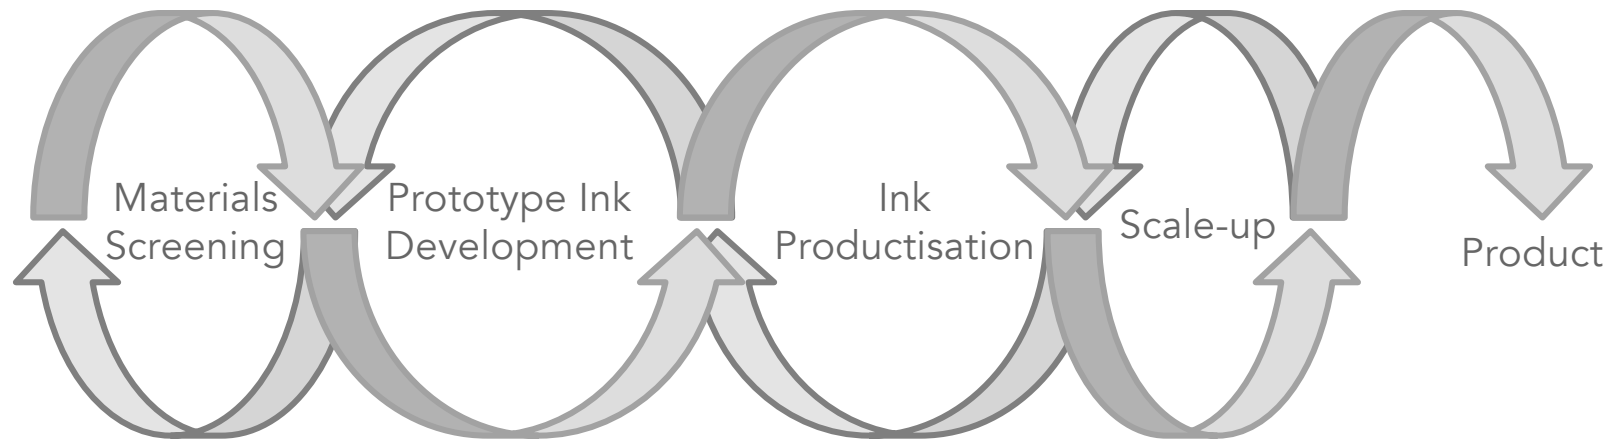 Materials
Screening
Prototype Ink
Development
Ink
Productisation
Scale-up
Product